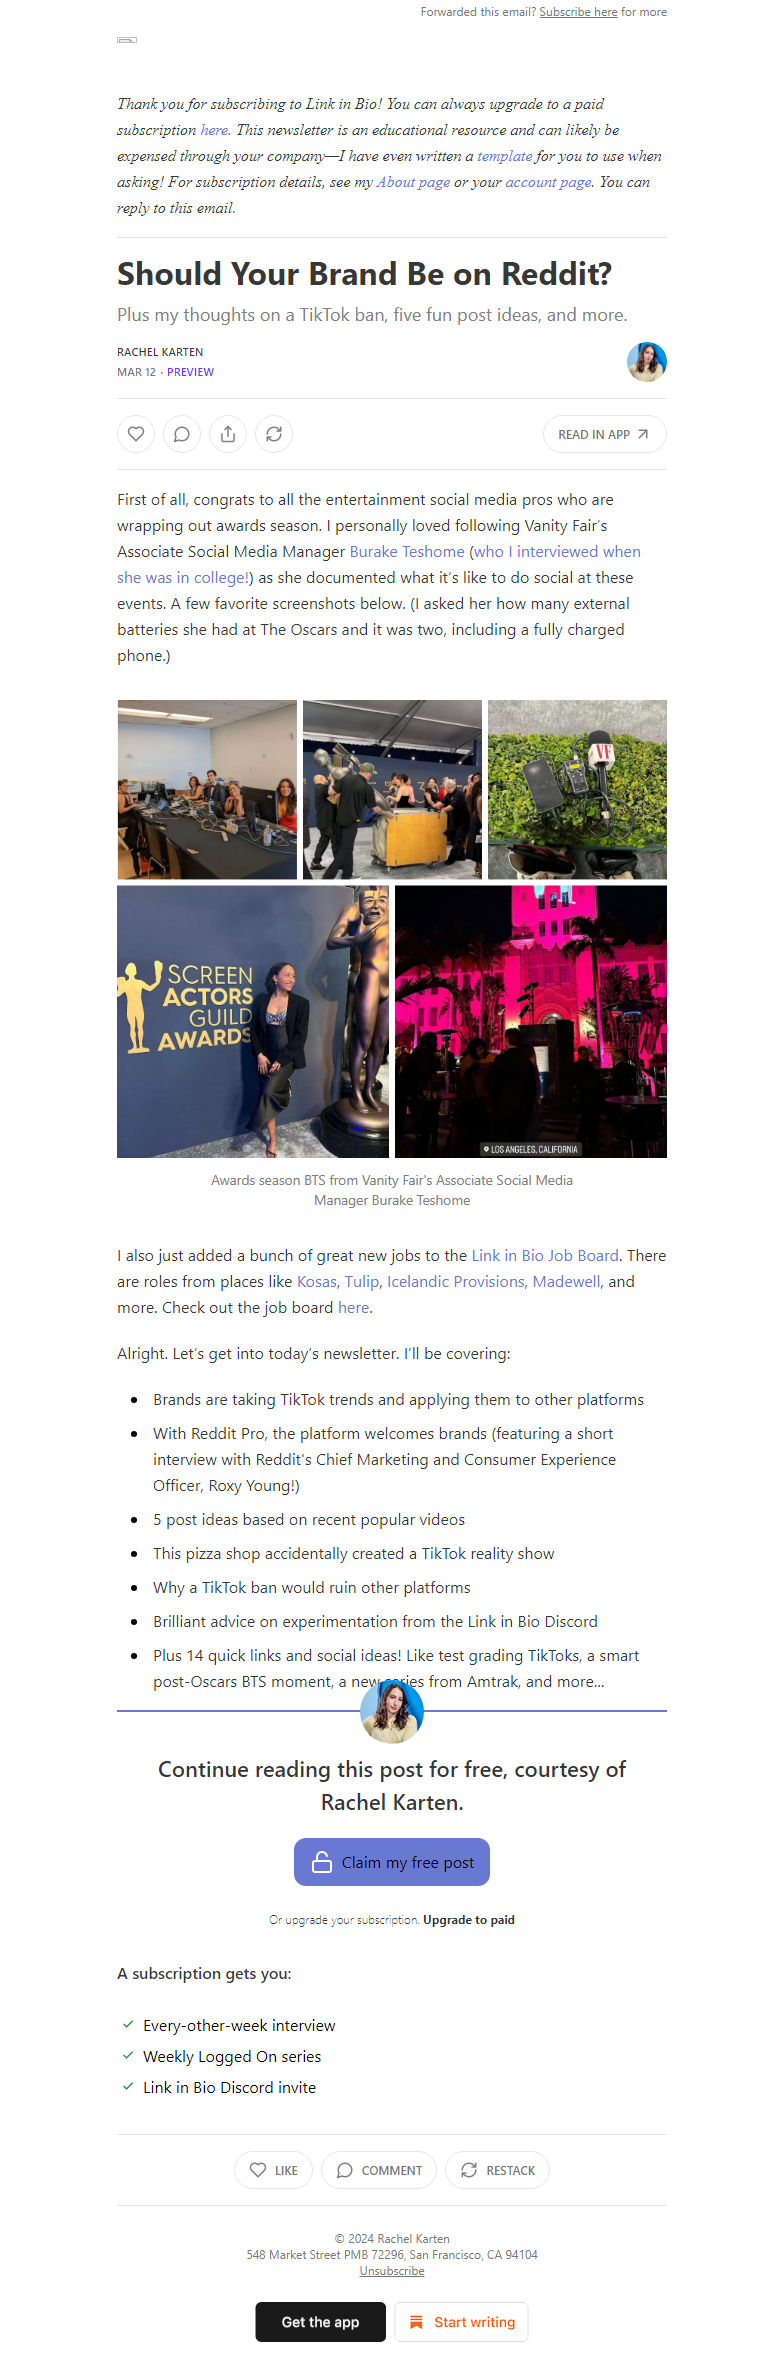 Forwarded this email? Subscribe here for more
Thank you for subscribing to Link in Bio! You can always upgrade to a paid
subscription here. This newsletter is an educational resource and can likely be
expensed through your company—I have even written a template for you to use when
asking! For subscription details, see my About page or your account page. You can
reply to this email.
Should Your Brand Be on Reddit?
Plus my thoughts on a TikTok ban, five fun post ideas, and more.
RACHEL KARTEN
MAR 12 · PREVIEW
READ IN APP
First of all, congrats to all the entertainment social media pros who are
wrapping out awards season. I personally loved following Vanity Fair's
Associate Social Media Manager Burake Teshome (who I interviewed when
she was in college!) as she documented what it's like to do social at these
events. A few favorite screenshots below. (I asked her how many external
batteries she had at The Oscars and it was two, including a fully charged
phone.)
VF
SCREEN
ACTORS
GUILD
AWARDS
LOS ANGELES, CALIFORNIA
Awards season BTS from Vanity Fair's Associate Social Media
Manager Burake Teshome
I also just added a bunch of great new jobs to the Link in Bio Job Board. There
are roles from places like Kosas, Tulip, Icelandic Provisions, Madewell, and
more. Check out the job board here.
Alright. Let's get into today's newsletter. I'll be covering:
• Brands are taking TikTok trends and applying them to other platforms
• With Reddit Pro, the platform welcomes brands (featuring a short
interview with Reddit's Chief Marketing and Consumer Experience
Officer, Roxy Young!)
• 5 post ideas based on recent popular videos
• This pizza shop accidentally created a TikTok reality show
• Why a TikTok ban would ruin other platforms
• Brilliant advice on experimentation from the Link in Bio Discord
• Plus 14 quick links and social ideas! Like test grading TikToks, a smart
post-Oscars BTS moment, a new series from Amtrak, and more...
Continue reading this post for free, courtesy of
Rachel Karten.
Claim my free post
Or upgrade your subscription. Upgrade to paid
A subscription gets you:
Every-other-week interview
Weekly Logged On series
Link in Bio Discord invite
LIKE
COMMENT
RESTACK
© 2024 Rachel Karten
548 Market Street PMB 72296, San Francisco, CA 94104
Unsubscribe
Get the app
Start writing